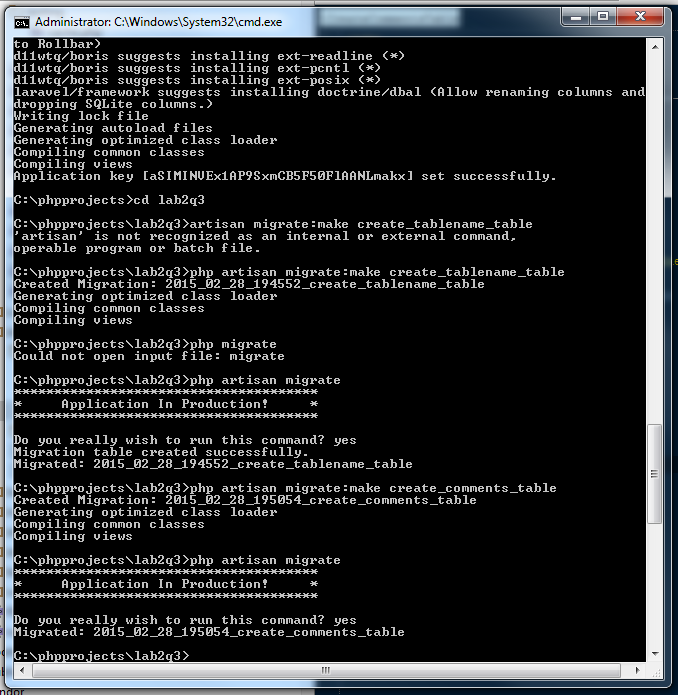 Administrator: C:\Windows\System32\cmd.exe
to Rollbar)
d11wtq/boris suggests installing ext-readline (*)
d11wtq/boris suggests installing ext-pcntl (*)
d11wtq/boris suggests installing ext-posix (*)
laravel/framework suggests installing doctrine/dbal (Allow renaming columns and
dropping SQLite columns.)
Writing lock file
Generating autoload files
Generating optimized class loader
Compiling common classes
Compiling views
Application key [aSIMINVEx1AP9SxmCB5F50FlAANLmakx] set successfully.
C:\phpprojects>cd lab2q3
C:\phpprojects\lab2q3>artisan migrate:make create_tablename_table
'artisan' is not recognized as an internal or external command,
operable program or batch file.
C:\phpprojects\lab2q3>php artisan migrate:make create_tablename_table
Created Migration: 2015_02_28_194552_create_tablename_table
Generating optimized class loader
Compiling common classes
Compiling views
C:\phpprojects\lab2q3>php migrate
Could not open input file: migrate
C:\phpprojects\lab2q3>php artisan migrate
**************************************
*     Application In Production!     *
**************************************
Do you really wish to run this command? yes
Migration table created successfully.
Migrated: 2015_02_28_194552_create_tablename_table
C:\phpprojects\lab2q3>php artisan migrate:make create_comments_table
Created Migration: 2015_02_28_195054_create_comments_table
Generating optimized class loader
Compiling common classes
Compiling views
C:\phpprojects\lab2q3>php artisan migrate
**************************************
*     Application In Production!     *
**************************************
Do you really wish to run this command? yes
Migrated: 2015_02_28_195054_create_comments_table
C:\phpprojects\lab2q3>